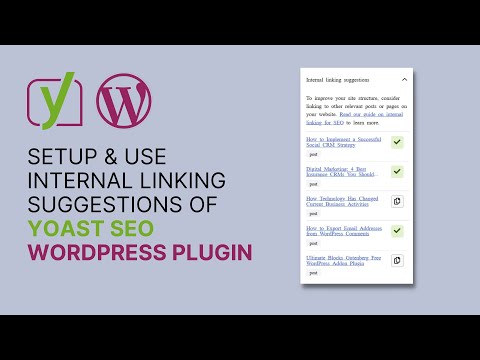 y
W
SETUP & USE
INTERNAL LINKING
SUGGESTIONS OF
YOAST SEO
WORDPRESS PLUGIN
Internal linking suggestions
To improve your site structure, consider
linking to other relevant posts or pages on
your website. Read our guide on internal
linking for SEO to learn more.
How to Implement a Successful
Social CRM Strategy
post
Digital Marketing: 4 Best
Insurance CRMs You Should...
post
How Technology Has Changed
Current Business Activities
post
How to Export Email Addresses
from WordPress Comments
post
Ultimate Blocks Gutenberg Free
WordPress Addon Plugin
post